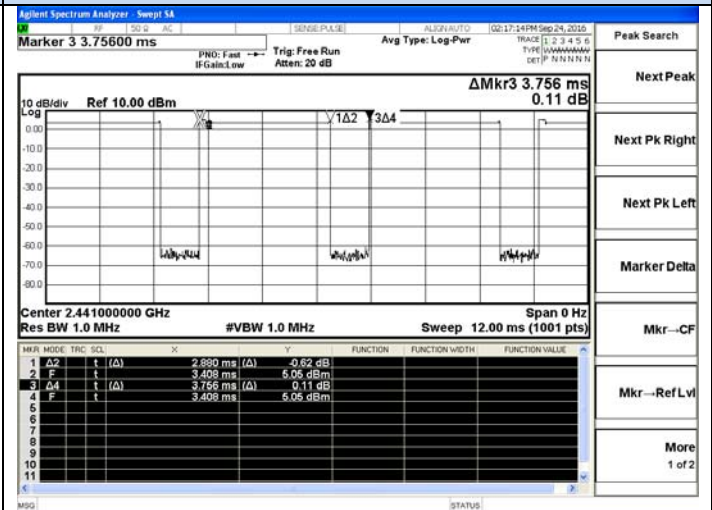 Agilent Spectrum Analyzer - Swept SA
RF 50 Ω AC SENSE:PULSE ALIGN AUTO 02:17:14 PM Sep 24, 2016
Marker 3 3.75600 ms
PNO: Fast
IFGain:Low
Trig: Free Run
Atten: 20 dB
Avg Type: Log-Pwr
TRACE 1 2 3 4 5 6
TYPE WWWWWW
DET P N N N N N
Peak Search
Next Peak
Next Pk Right
Next Pk Left
Marker Delta
Mkr→CF
Mkr→Ref Lvl
More
1 of 2
ΔMkr3 3.756 ms
0.11 dB
10 dB/div Ref 10.00 dBm
Log
0.00
-10.0
-20.0
-30.0
-40.0
-50.0
-60.0
-70.0
-80.0
1Δ2 3Δ4
Center 2.441000000 GHz Span 0 Hz
Res BW 1.0 MHz #VBW 1.0 MHz Sweep 12.00 ms (1001 pts)
MKR MODE TRC SCL X Y FUNCTION FUNCTION WIDTH FUNCTION VALUE
1 Δ2 t (Δ) 2.880 ms (Δ) -0.62 dB
2 F t 3.408 ms 5.05 dBm
3 Δ4 t (Δ) 3.756 ms (Δ) 0.11 dB
4 F t 3.408 ms 5.05 dBm
5
6
7
8
9
10
11
MSG STATUS